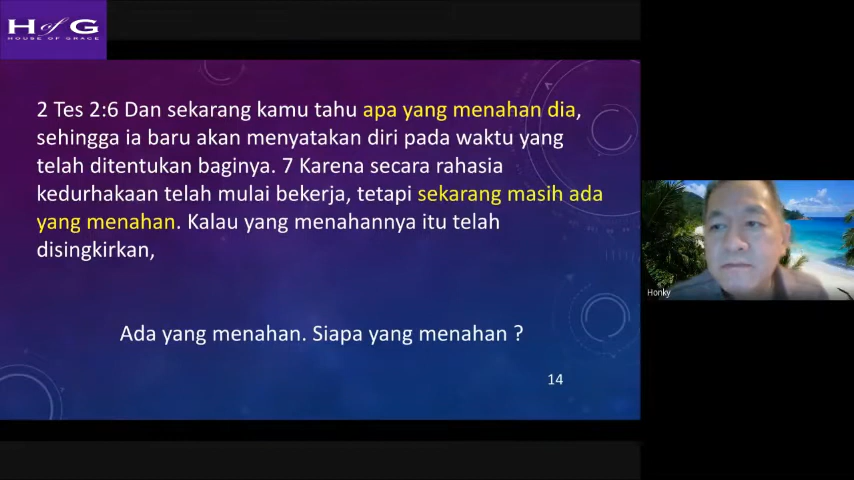 H of G
HOUSE OF GRACE
2 Tes 2:6 Dan sekarang kamu tahu apa yang menahan dia,
sehingga ia baru akan menyatakan diri pada waktu yang
telah ditentukan baginya. 7 Karena secara rahasia
kedurhakaan telah mulai bekerja, tetapi sekarang masih ada
yang menahan. Kalau yang menahannya itu telah
disingkirkan,
Ada yang menahan. Siapa yang menahan ?
14
Honky